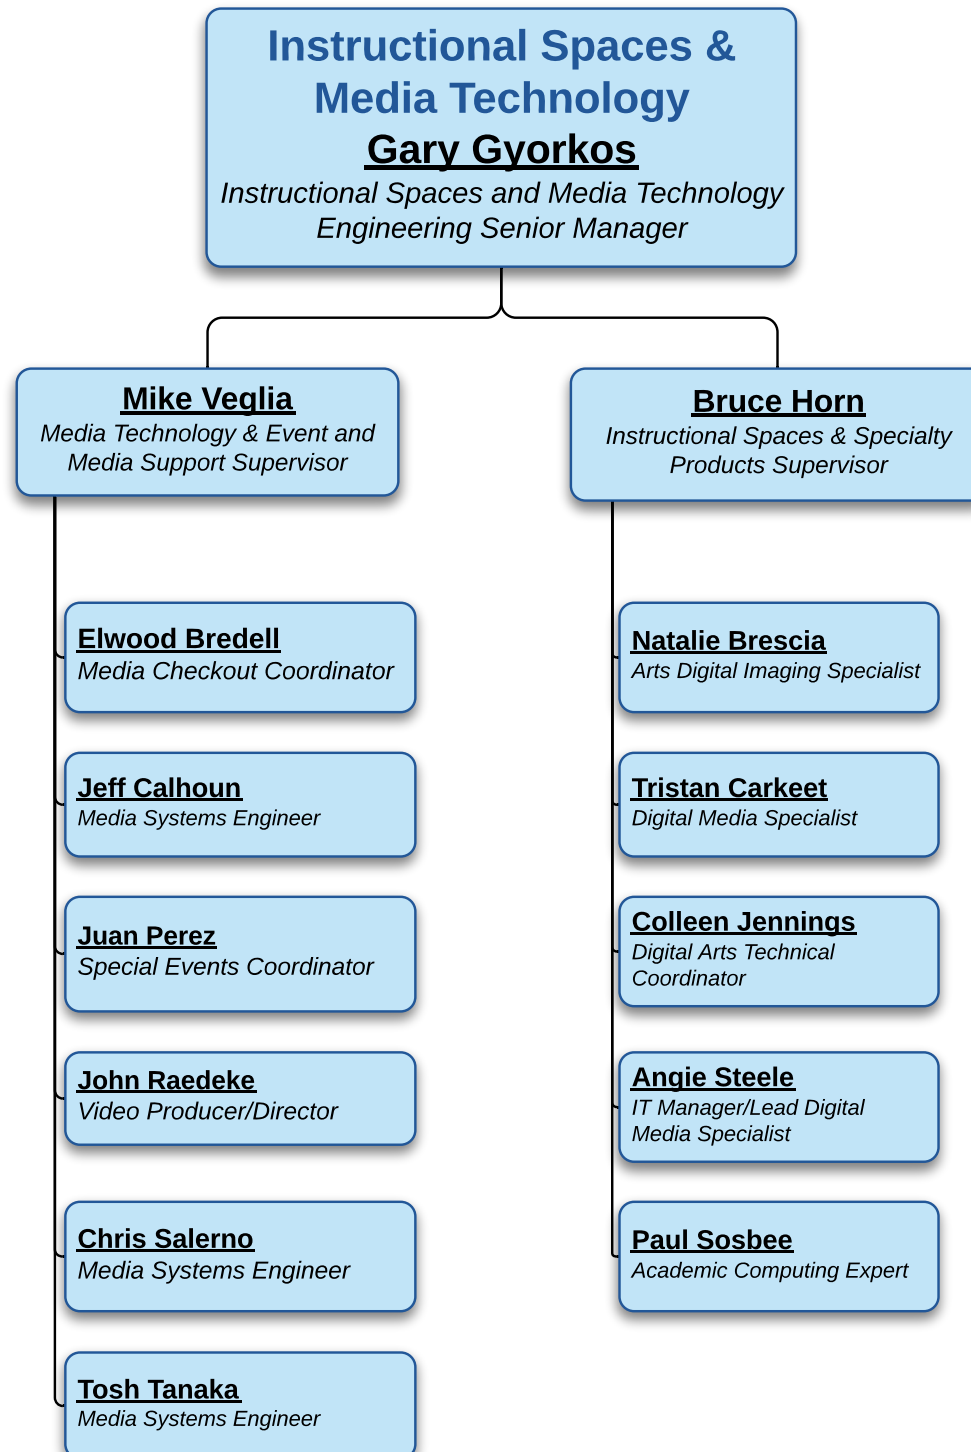 Instructional Spaces &
Media Technology
Gary Gyorkos
Instructional Spaces and Media Technology
Engineering Senior Manager
Mike Veglia
Media Technology & Event and
Media Support Supervisor
Elwood Bredell
Media Checkout Coordinator
Jeff Calhoun
Media Systems Engineer
Juan Perez
Special Events Coordinator
John Raedeke
Video Producer/Director
Chris Salerno
Media Systems Engineer
Tosh Tanaka
Media Systems Engineer
Bruce Horn
Instructional Spaces & Specialty
Products Supervisor
Natalie Brescia
Arts Digital Imaging Specialist
Tristan Carkeet
Digital Media Specialist
Colleen Jennings
Digital Arts Technical
Coordinator
Angie Steele
IT Manager/Lead Digital
Media Specialist
Paul Sosbee
Academic Computing Expert